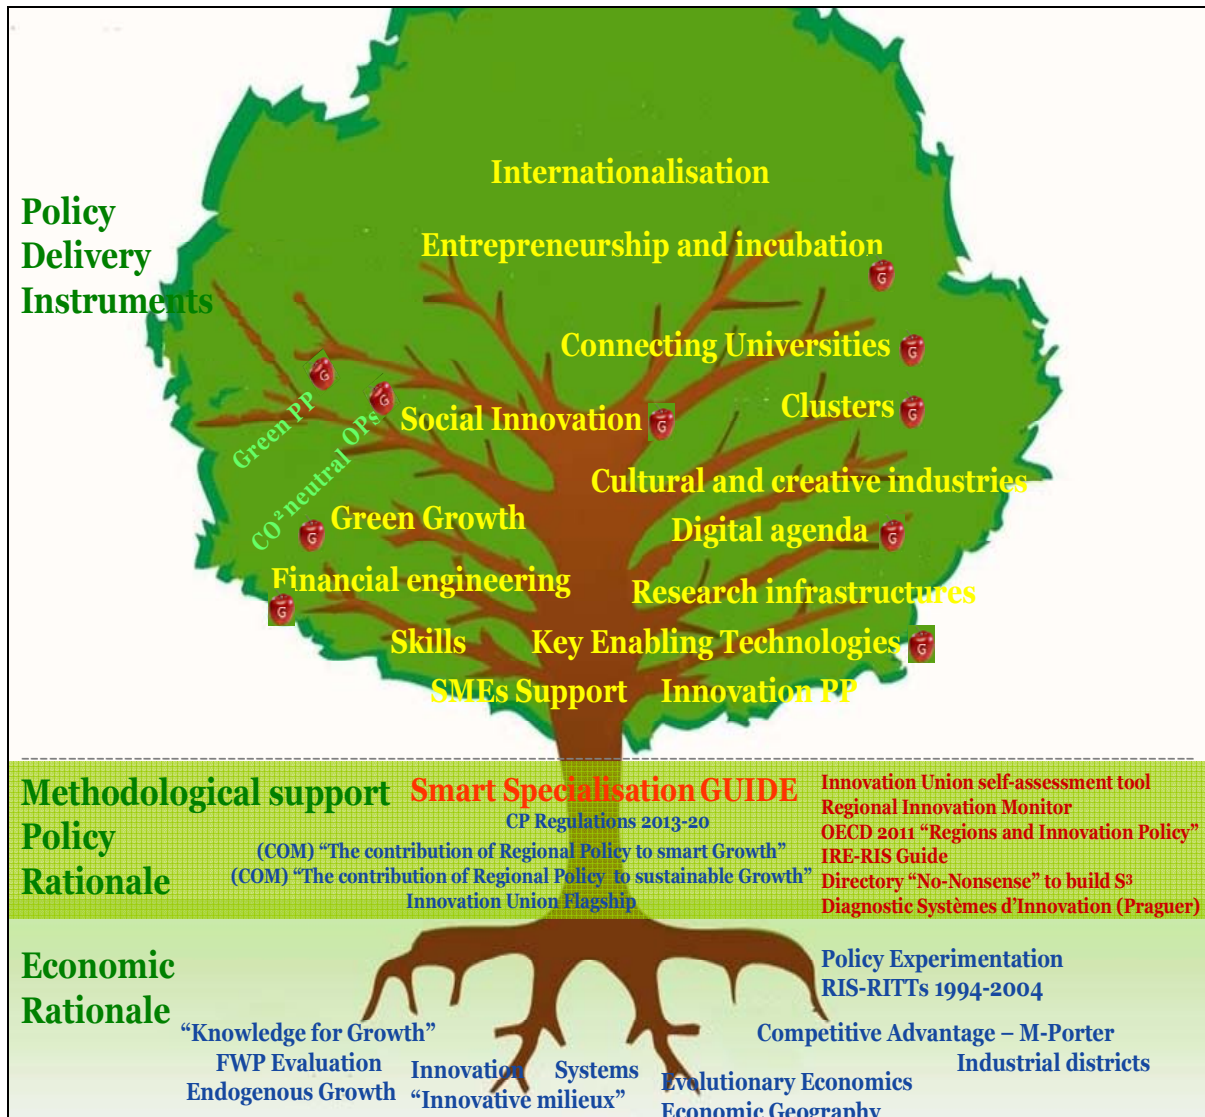 Internationalisation
Policy
Delivery
Instruments
Entrepreneurship and incubation
G
Connecting Universities
G
G
Green PP
G
CO² neutral OPs
Social Innovation
G
Clusters
G
Cultural and creative industries
G
Green Growth
Digital agenda
G
Financial engineering
G
Research infrastructures
Skills
Key Enabling Technologies
G
SMEs Support
Innovation PP
Methodological support
Policy
Rationale
Smart Specialisation GUIDE
CP Regulations 2013-20
(COM) “The contribution of Regional Policy to smart Growth”
(COM) “The contribution of Regional Policy to sustainable Growth”
Innovation Union Flagship
Innovation Union self-assessment tool
Regional Innovation Monitor
OECD 2011 “Regions and Innovation Policy”
IRE-RIS Guide
Directory “No-Nonsense” to build S³
Diagnostic Systèmes d'Innovation (Praguer)
Economic
Rationale
Policy Experimentation
RIS-RITTs 1994-2004
“Knowledge for Growth”
FWP Evaluation
Endogenous Growth
Innovation Systems
“Innovative milieux”
Competitive Advantage – M-Porter
Industrial districts
Evolutionary Economics
Economic Geography